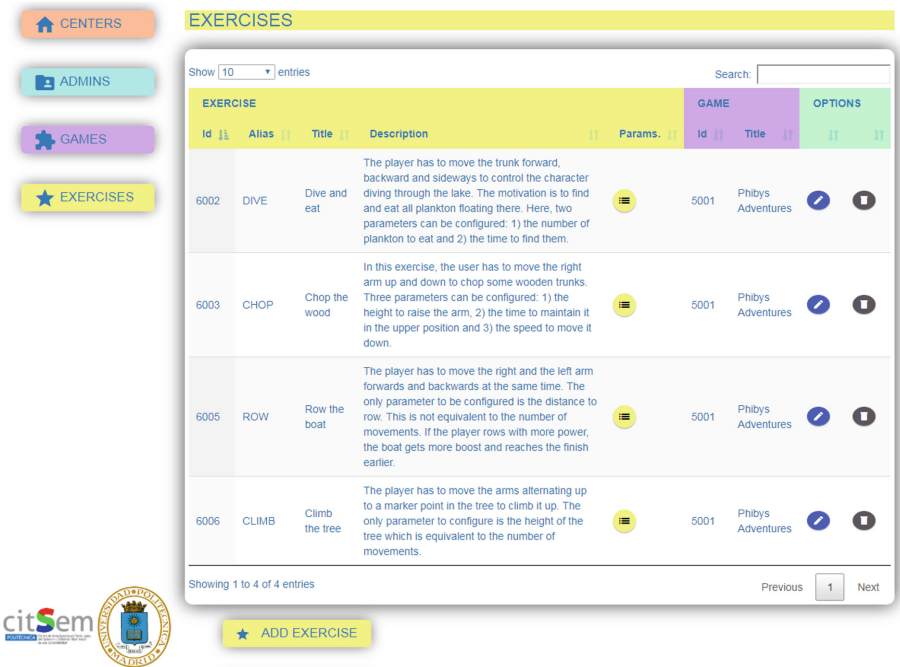 CENTERS
ADMINS
GAMES
EXERCISES
EXERCISES
Show 10 entries
Search:
EXERCISE GAME OPTIONS
Id Alias Title Description Params. Id Title
6002 DIVE Dive and eat The player has to move the trunk forward,
backward and sideways to control the character
diving through the lake. The motivation is to find
and eat all plankton floating there. Here, two
parameters can be configured: 1) the number of
plankton to eat and 2) the time to find them.
5001 Phibys Adventures
6003 CHOP Chop the wood In this exercise, the user has to move the right
arm up and down to chop some wooden trunks.
Three parameters can be configured: 1) the
height to raise the arm, 2) the time to maintain it
in the upper position and 3) the speed to move it
down.
5001 Phibys Adventures
6005 ROW Row the boat The player has to move the right and the left arm
forwards and backwards at the same time. The
only parameter to be configured is the distance to
row. This is not equivalent to the number of
movements. If the player rows with more power,
the boat gets more boost and reaches the finish
earlier.
5001 Phibys Adventures
6006 CLIMB Climb the tree The player has to move the arms alternating up
to a marker point in the tree to climb it up. The
only parameter to configure is the height of the
tree which is equivalent to the number of
movements.
5001 Phibys Adventures
Showing 1 to 4 of 4 entries
Previous 1 Next
ADD EXERCISE
citSem
POLITÉCNICA
UNIVERSIDAD POLITÉCNICA
MADRID